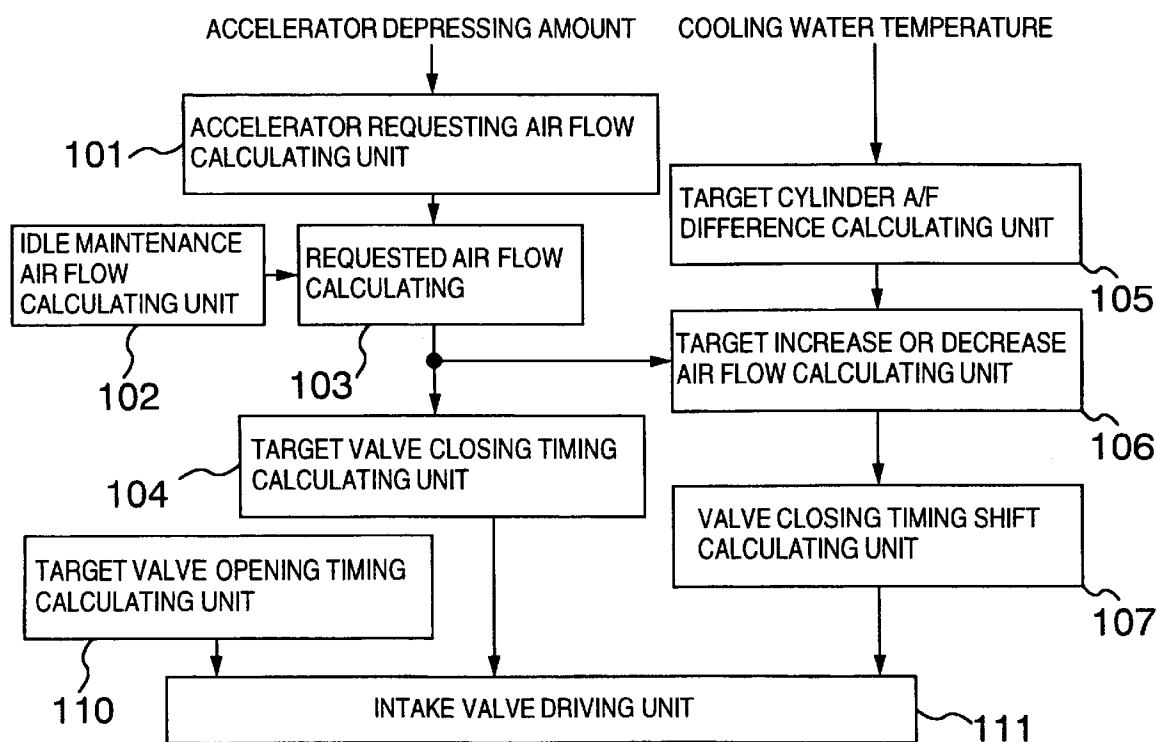 ACCELERATOR DEPRESSING AMOUNT
COOLING WATER TEMPERATURE
ACCELERATOR REQUESTING AIR FLOW
CALCULATING UNIT
101
TARGET CYLINDER A/F
DIFFERENCE CALCULATING UNIT
105
IDLE MAINTENANCE
AIR FLOW
CALCULATING UNIT
102
REQUESTED AIR FLOW
CALCULATING
103
TARGET INCREASE OR DECREASE
AIR FLOW CALCULATING UNIT
106
TARGET VALVE CLOSING TIMING
CALCULATING UNIT
104
VALVE CLOSING TIMING SHIFT
CALCULATING UNIT
107
TARGET VALVE OPENING TIMING
CALCULATING UNIT
110
INTAKE VALVE DRIVING UNIT
111